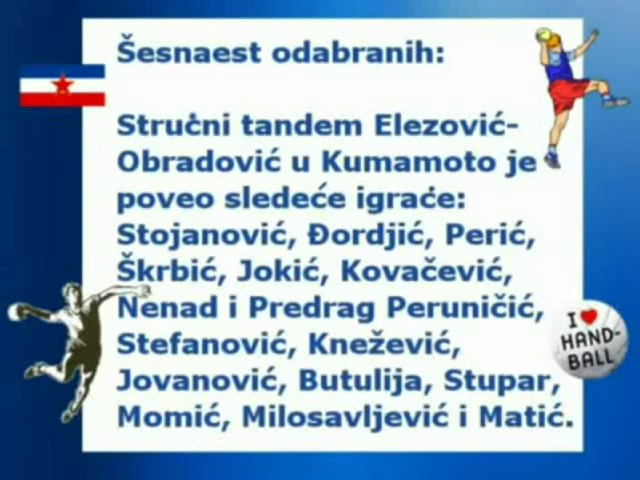 Šesnaest odabranih:
Stručni tandem Elezović-
Obradović u Kumamoto je
poveo sledeće igrače:
Stojanović, Đordjić, Perić,
Škrbić, Jokić, Kovačević,
Nenad i Predrag Peruničić,
Stefanović, Knežević,
Jovanović, Butulija, Stupar,
Momić, Milosavljević i Matić.
I
HAND-
BALL